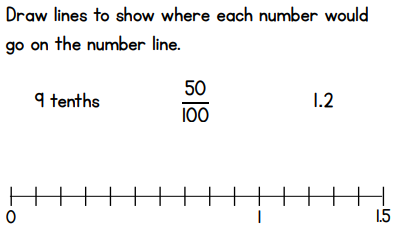 Draw lines to show where each number would
go on the number line.
9 tenths 50/100 1.2
0 1 1.5